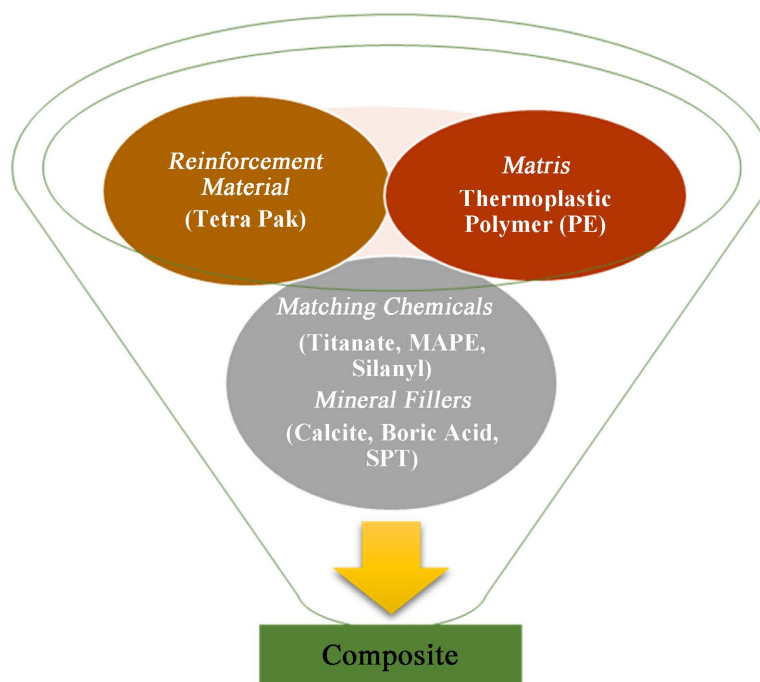 Reinforcement
Material
(Tetra Pak)
Matris
Thermoplastic
Polymer (PE)
Matching Chemicals
(Titanate, MAPE,
Silanyl)
Mineral Fillers
(Calcite, Boric Acid,
SPT)
Composite